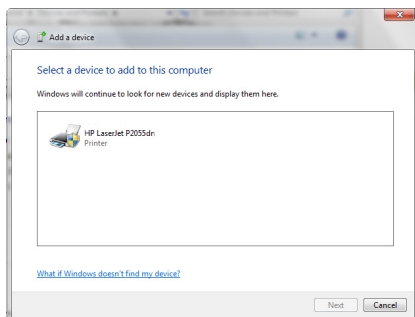 Add a device
Select a device to add to this computer
Windows will continue to look for new devices and display them here.
HP LaserJet P2055dn
Printer
What if Windows doesn't find my device?
Next
Cancel